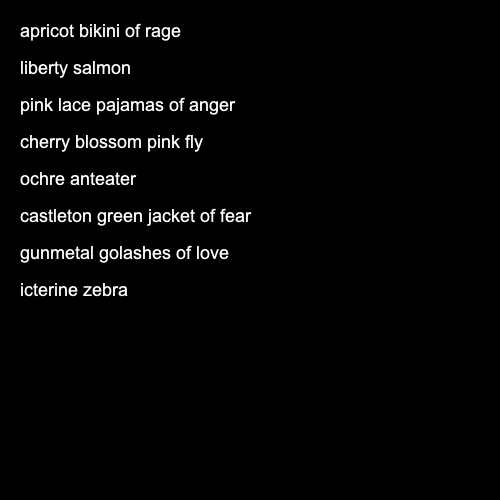 apricot bikini of rage
liberty salmon
pink lace pajamas of anger
cherry blossom pink fly
ochre anteater
castleton green jacket of fear
gunmetal golashes of love
icterine zebra